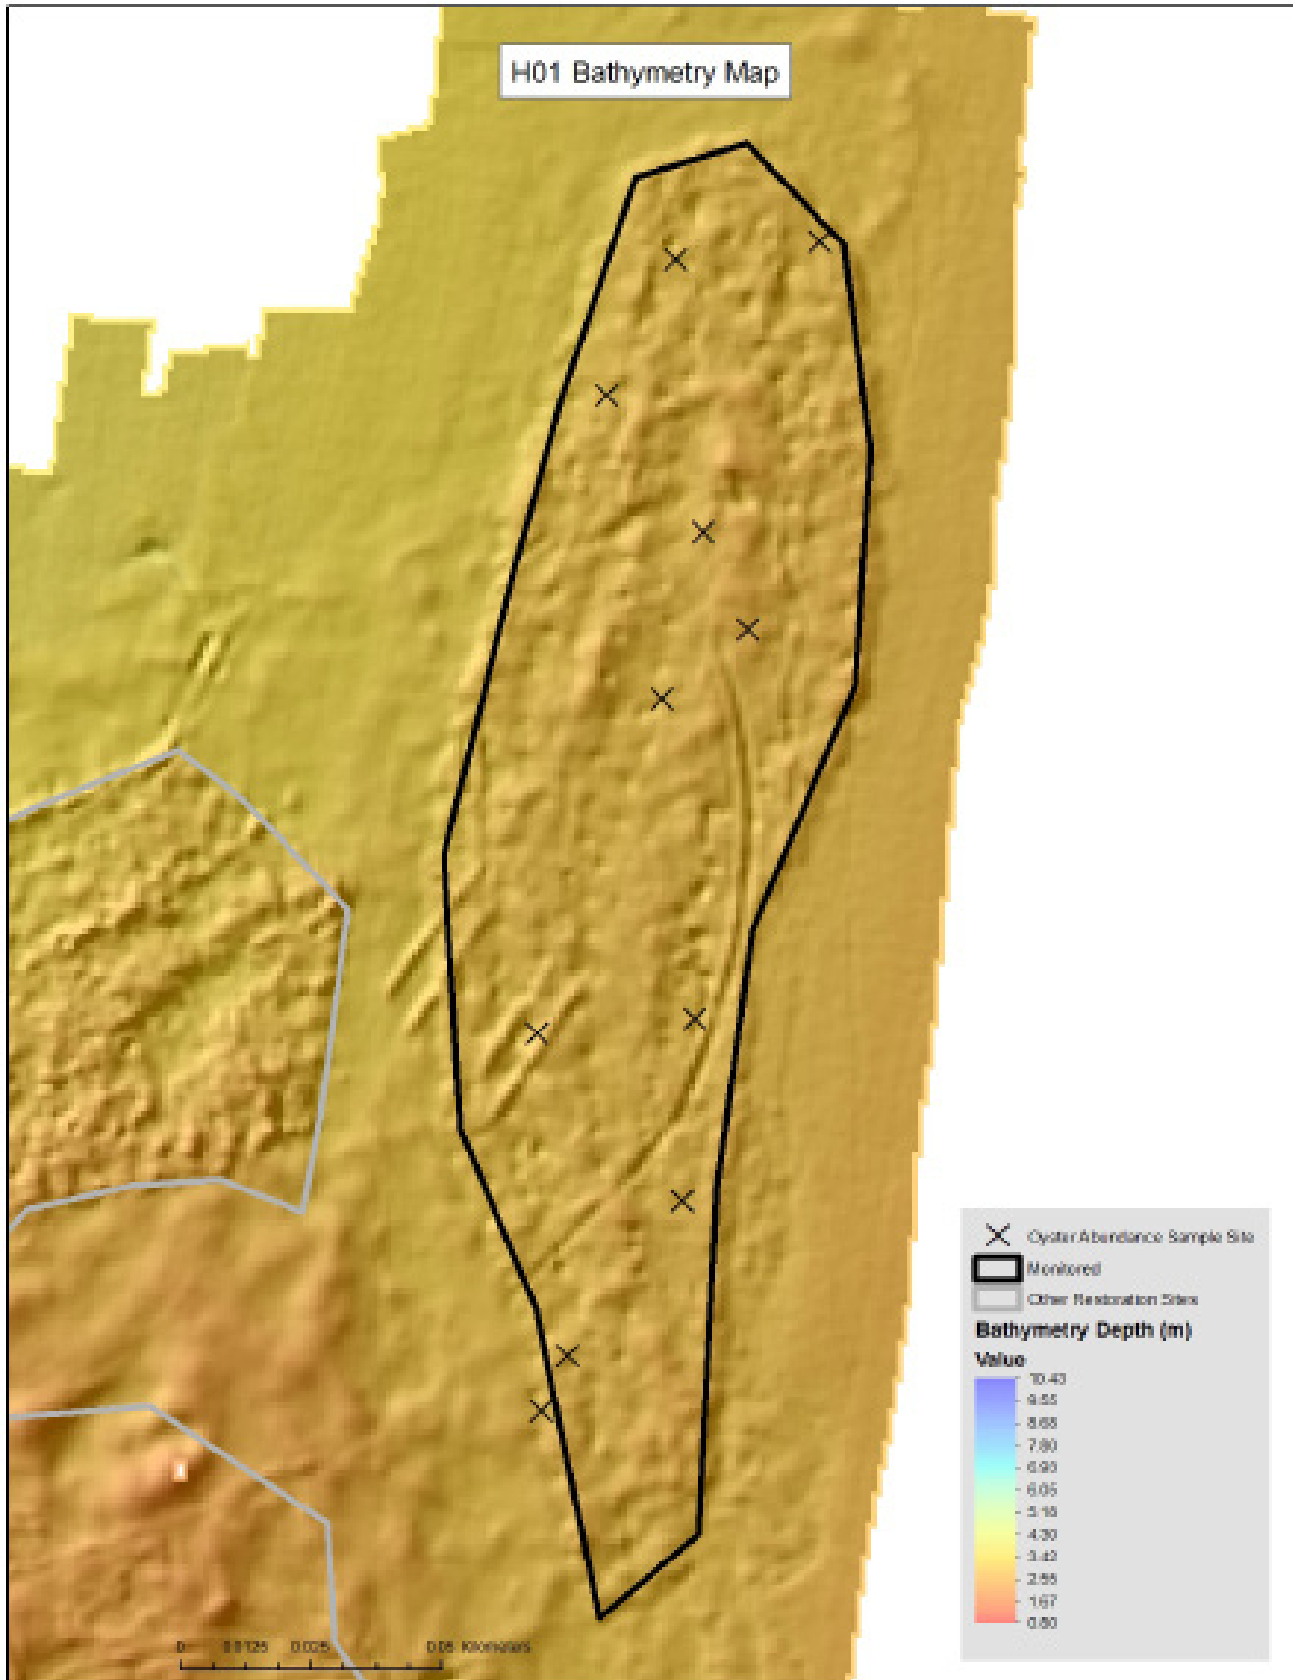 H01 Bathymetry Map
Oyster Abundance Sample Site
Monitored
Other Restoration Sites
Bathymetry Depth (m)
Value
10.43
9.55
8.68
7.80
6.93
6.05
5.18
4.30
3.42
2.55
1.67
0.80
0 0.0125 0.025 0.05 Kilometers